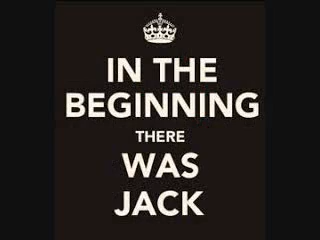 IN THE
BEGINNING
THERE
WAS
JACK